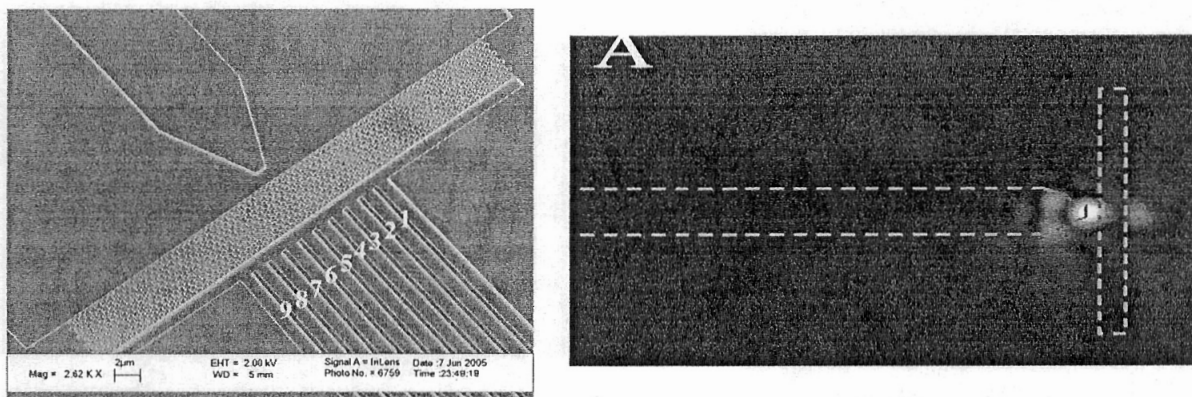 A
987654321
2µm
Mag = 2.62 K X
EHT = 2.00 kV
WD = 5 mm
Signal A = InLens
Photo No. = 6759
Date :7 Jun 2005
Time :23:49:19